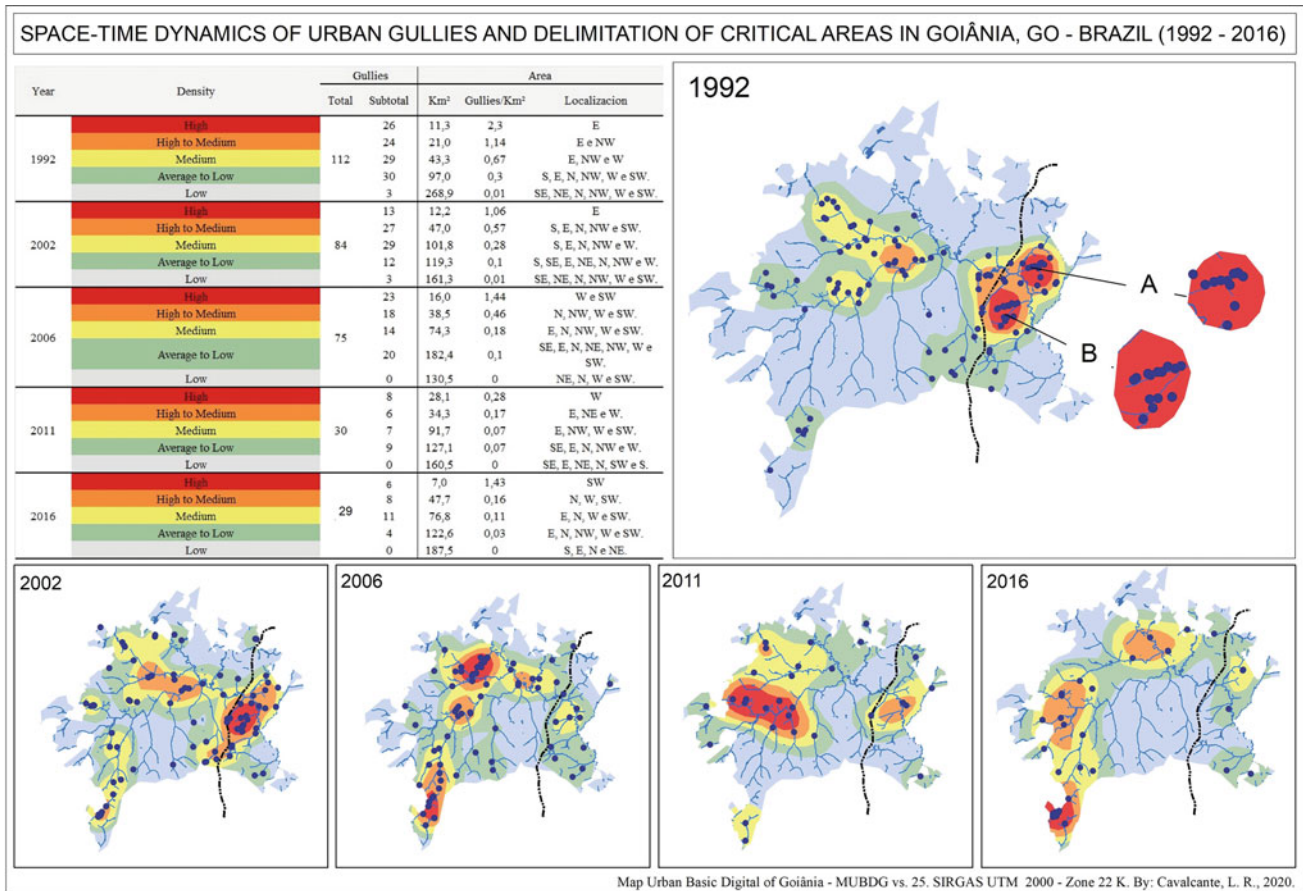 SPACE-TIME DYNAMICS OF URBAN GULLIES AND DELIMITATION OF CRITICAL AREAS IN GOIÂNIA, GO - BRAZIL (1992 - 2016)
Year Density Gullies Area
Total Subtotal Km² Gullies/Km² Localizacion
1992 112
High 26 11,3 2,3 E
High to Medium 24 21,0 1,14 E e NW
Medium 29 43,3 0,67 E, NW e W
Average to Low 30 97,0 0,3 S, E, N, NW, W e SW.
Low 3 268,9 0,01 SE, NE, N, NW, W e SW.
2002 84
High 13 12,2 1,06 E
High to Medium 27 47,0 0,57 S, E, N, NW e SW.
Medium 29 101,8 0,28 S, E, N, NW e W.
Average to Low 12 119,3 0,1 S, SE, E, NE, N, NW e W.
Low 3 161,3 0,01 SE, NE, N, NW, W e SW.
2006 75
High 23 16,0 1,44 W e SW
High to Medium 18 38,5 0,46 N, NW, W e SW.
Medium 14 74,3 0,18 E, N, NW, W e SW.
Average to Low 20 182,4 0,1 SE, E, N, NE, NW, W e
SW.
Low 0 130,5 0 NE, N, W e SW.
2011 30
High 8 28,1 0,28 W
High to Medium 6 34,3 0,17 E, NE e W.
Medium 7 91,7 0,07 E, NW, W e SW.
Average to Low 9 127,1 0,07 SE, E, N, NW e W.
Low 0 160,5 0 SE, E, NE, N, SW e S.
2016 29
High 6 7,0 1,43 SW
High to Medium 8 47,7 0,16 N, W, SW.
Medium 11 76,8 0,11 E, N, W e SW.
Average to Low 4 122,6 0,03 E, N, NW, W e SW.
Low 0 187,5 0 S, E, N e NE.
1992
A
B
2002
2006
2011
2016
Map Urban Basic Digital of Goiânia - MUBDG vs. 25. SIRGAS UTM 2000 - Zone 22 K. By: Cavalcante, L. R., 2020.